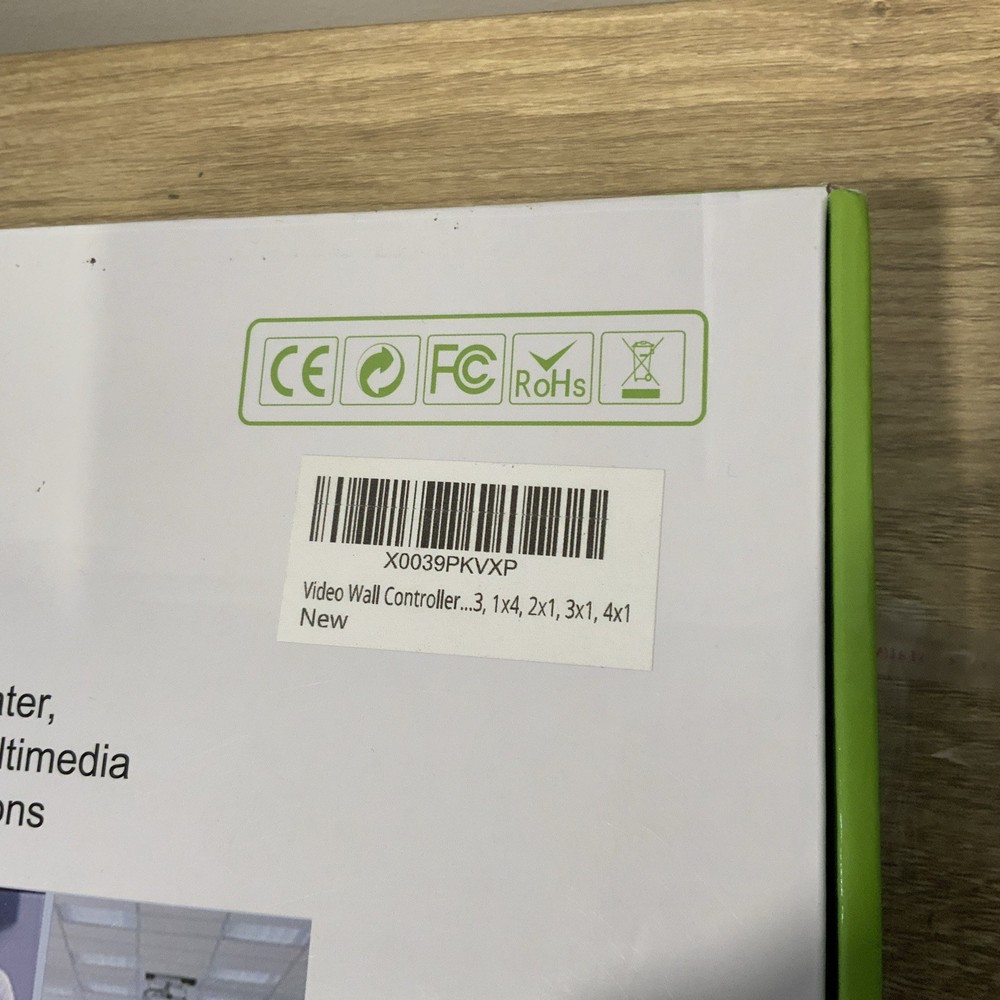 CE FC RoHs
X0039PKVXP
Video Wall Controller...3, 1x4, 2x1, 3x1, 4x1
New
ter,
ltimedia
ons